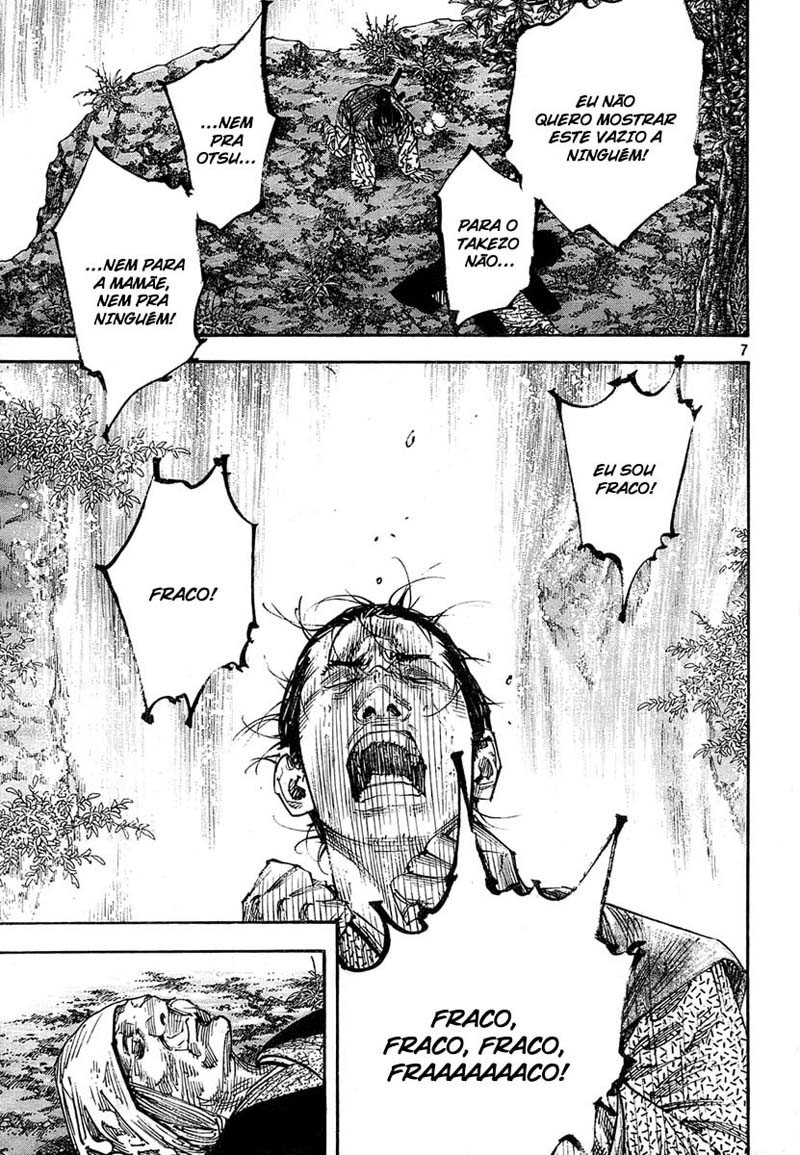 EU NÃO
QUERO MOSTRAR
ESTE VAZIO A
NINGUÉM!
PARA O
TAKEZO
NÃO...
...NEM
PRA
OTSU...
...NEM PARA
A MAMÃE,
NEM PRA
NINGUÉM!
7
EU SOU
FRACO!
FRACO!
FRACO,
FRACO, FRACO,
FRAAAAAAACO!